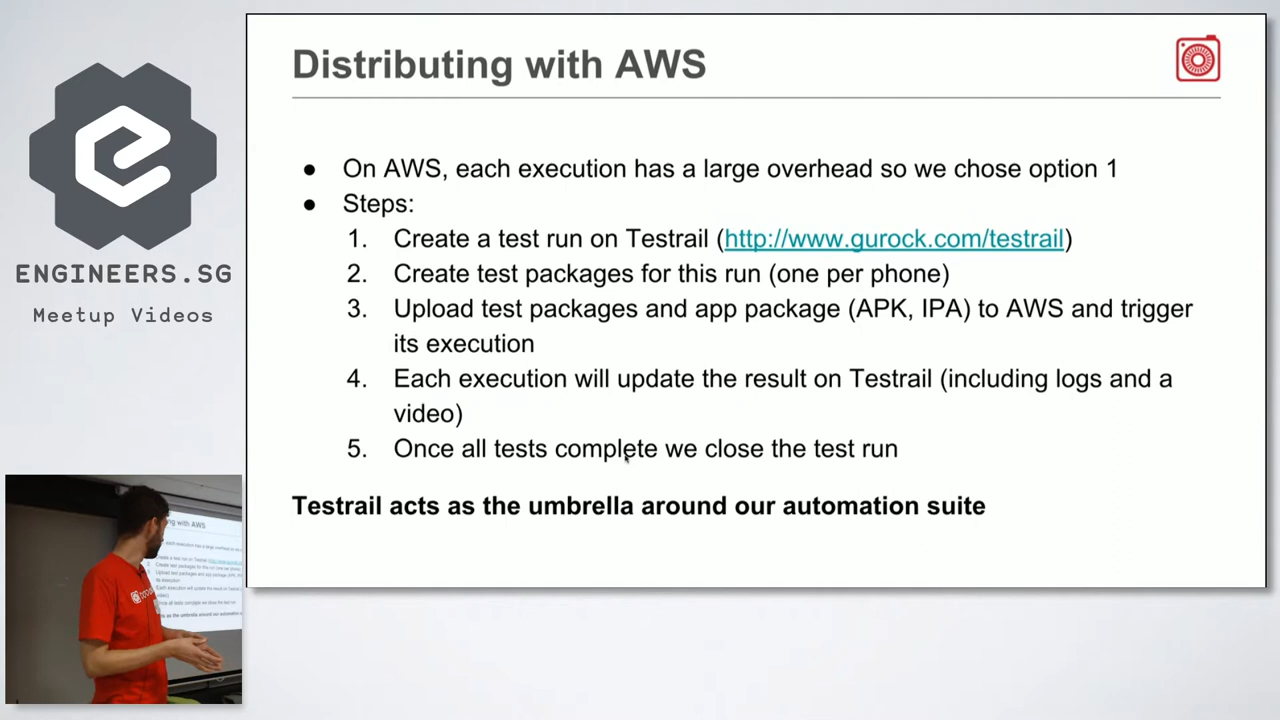 Distributing with AWS
● On AWS, each execution has a large overhead so we chose option 1
● Steps:
1. Create a test run on Testrail (http://www.gurock.com/testrail)
2. Create test packages for this run (one per phone)
3. Upload test packages and app package (APK, IPA) to AWS and trigger
its execution
4. Each execution will update the result on Testrail (including logs and a
video)
5. Once all tests complete we close the test run
Testrail acts as the umbrella around our automation suite
ENGINEERS.SG
Meetup Videos